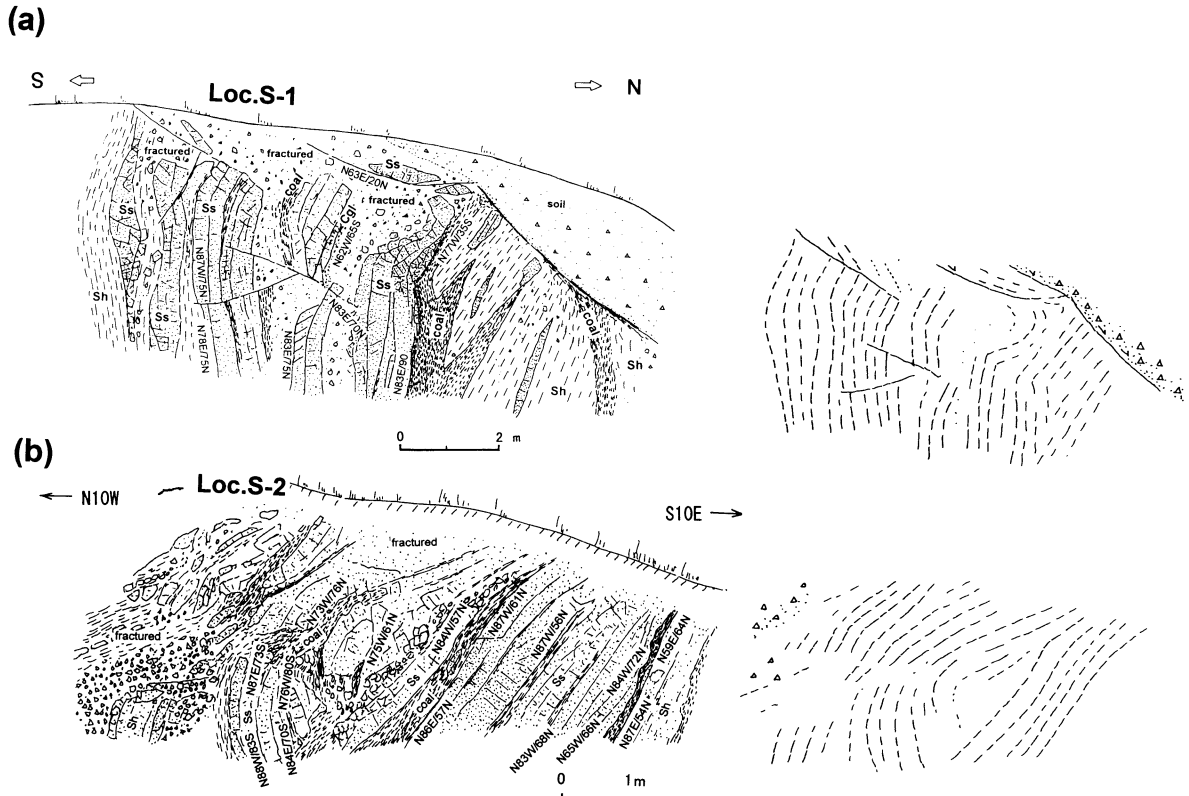 (a)
S
Loc.S-1
N
fractured
fractured
Ss
N63E/20N
coal
fractured
soil
Ss
Ss
Cgl
N62W/65S
N77W/65S
N87W/75N
Ss
Sh
Ss
N83E/70N
coal
coal
N78E/75N
N83E/75N
N83E/90
Sh
Sh
0 2 m
(b)
N10W
Loc.S-2
S10E
fractured
fractured
N73W/76N
coal
N75W/61N
N84W/57N
N87W/61N
N87W/56N
N59E/64N
N87E/73S
N76W/80S
Ss
Ss
coal
Ss
N84W/72N
Sh
Sh
N86E/57N
N87E/54N
N65W/66N
N83W/68N
N84E/70S
N88W/83S
0 1m